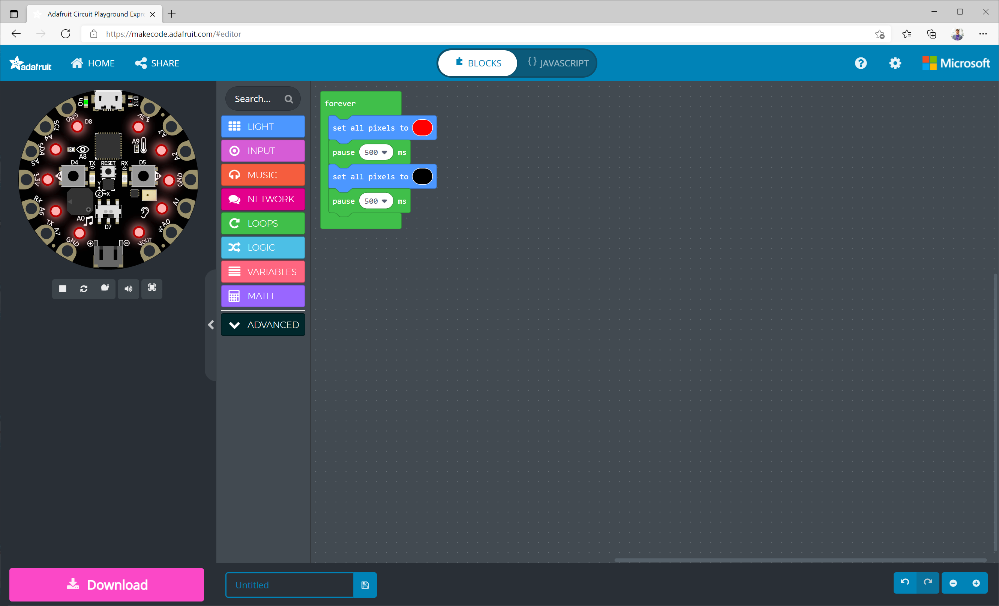 Adafruit Circuit Playground Expre
https://makecode.adafruit.com/#editor
adafruit
HOME
SHARE
BLOCKS
{} JAVASCRIPT
Microsoft
On
D13
GND
D8
3.3V
SCL
A4
A3
SDA
A5
A9
A8
A2
D4
TX
RESET
RX
D5
3.3V
A
B
GND
Y
Z
X
RX
A6
A1
A0
TX
A7
D7
A0
GND
VOUT
Search...
LIGHT
INPUT
MUSIC
NETWORK
LOOPS
LOGIC
VARIABLES
MATH
ADVANCED
forever
set all pixels to
pause 500 ms
set all pixels to
pause 500 ms
Download
Untitled